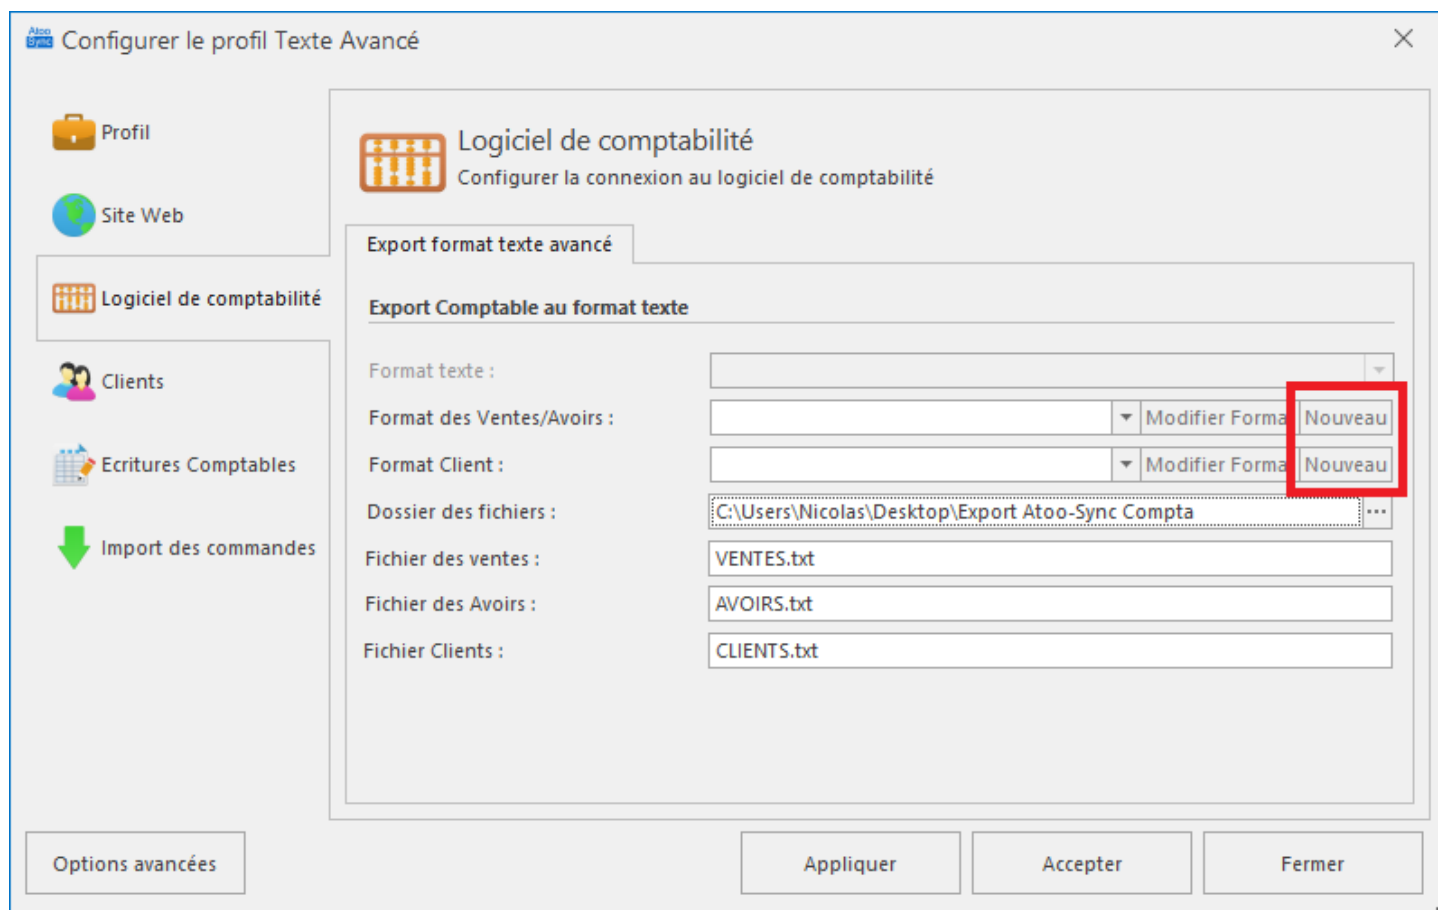 Atoo
Sync
Configurer le profil Texte Avancé
Profil
Site Web
Logiciel de comptabilité
Clients
Ecritures Comptables
Import des commandes
Logiciel de comptabilité
Configurer la connexion au logiciel de comptabilité
Export format texte avancé
Export Comptable au format texte
Format texte :
Format des Ventes/Avoirs : Modifier Forma Nouveau
Format Client : Modifier Forma Nouveau
Dossier des fichiers : C:\Users\Nicolas\Desktop\Export Atoo-Sync Compta ...
Fichier des ventes : VENTES.txt
Fichier des Avoirs : AVOIRS.txt
Fichier Clients : CLIENTS.txt
Options avancées Appliquer Accepter Fermer